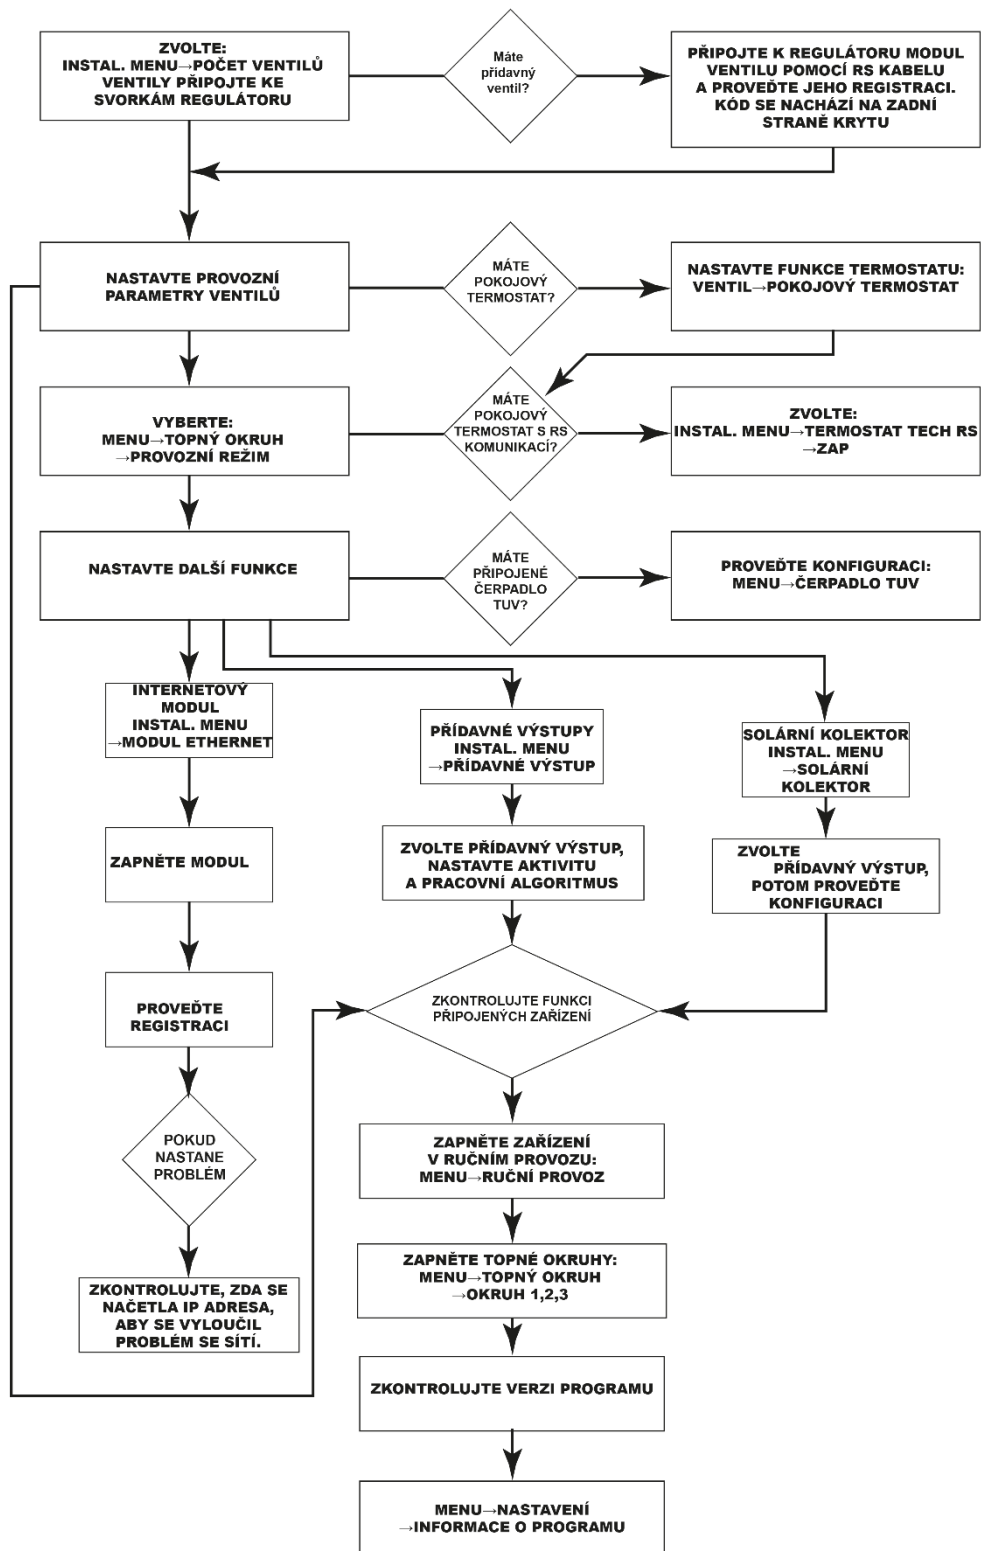 ZVOLTE:
INSTAL. MENU→POČET VENTILŮ
VENTILY PŘIPOJTE KE
SVORKÁM REGULÁTORU
Máte
přídavný
ventil?
PŘIPOJTE K REGULÁTORU MODUL
VENTILU POMOCÍ RS KABELU
A PROVEĎTE JEHO REGISTRACI.
KÓD SE NACHÁZÍ NA ZADNÍ
STRANĚ KRYTU
NASTAVTE PROVOZNÍ
PARAMETRY VENTILŮ
MÁTE
POKOJOVÝ
TERMOSTAT?
NASTAVTE FUNKCE TERMOSTATU:
VENTIL→POKOJOVÝ TERMOSTAT
VYBERTE:
MENU→TOPNÝ OKRUH
→PROVOZNÍ REŽIM
MÁTE
POKOJOVÝ
TERMOSTAT S RS
KOMUNIKACÍ?
ZVOLTE:
INSTAL. MENU→TERMOSTAT TECH RS
→ZAP
NASTAVTE DALŠÍ FUNKCE
MÁTE
PŘIPOJENÉ
ČERPADLO
TUV?
PROVEĎTE KONFIGURACI:
MENU→ČERPADLO TUV
INTERNETOVÝ
MODUL
INSTAL. MENU
→MODUL ETHERNET
PŘÍDAVNÉ VÝSTUPY
INSTAL. MENU
→PŘÍDAVNÉ VÝSTUP
SOLÁRNÍ KOLEKTOR
INSTAL. MENU
→SOLÁRNÍ
KOLEKTOR
ZAPNĚTE MODUL
ZVOLTE PŘÍDAVNÝ VÝSTUP,
NASTAVTE AKTIVITU
A PRACOVNÍ ALGORITMUS
ZVOLTE
PŘÍDAVNÝ VÝSTUP,
POTOM PROVEĎTE
KONFIGURACI
PROVEĎTE
REGISTRACI
ZKONTROLUJTE FUNKCI
PŘIPOJENÝCH ZAŘÍZENÍ
POKUD
NASTANE
PROBLÉM
ZAPNĚTE ZAŘÍZENÍ
V RUČNÍM PROVOZU:
MENU→RUČNÍ PROVOZ
ZKONTROLUJTE, ZDA SE
NAČETLA IP ADRESA,
ABY SE VYLOUČIL
PROBLÉM SE SÍTÍ.
ZAPNĚTE TOPNÉ OKRUHY:
MENU→TOPNÝ OKRUH
→OKRUH 1,2,3
ZKONTROLUJTE VERZI PROGRAMU
MENU→NASTAVENÍ
→INFORMACE O PROGRAMU